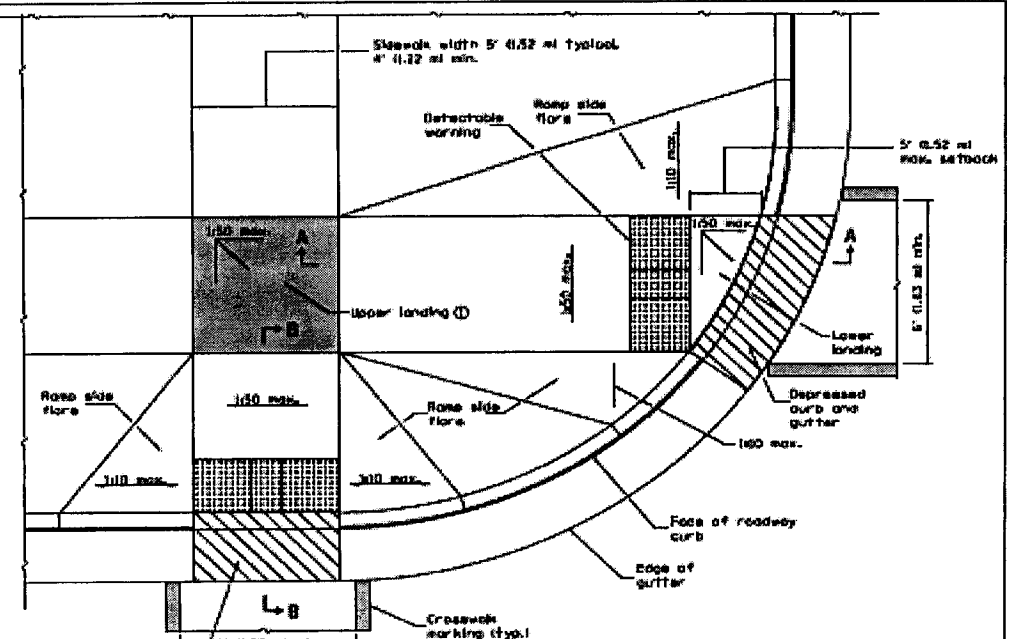 Sidewalk width 5' (1.52 m) typical,
4' (1.22 m) min.
Detectable
warning
Ramp side
flare
1:10 max.
5' (1.52 m)
max. setback
1:50 max.
A
1:50 max.
A
6' (1.83 m) min.
1:50 max.
Upper landing ①
B
Lower
landing
Ramp side
flare
1:50 max.
Ramp side
flare
Depressed
curb and
gutter
1:10 max.
1:10 max.
1:10 max.
Face of roadway
curb
Edge of
gutter
B
Crosswalk
marking (typ.)